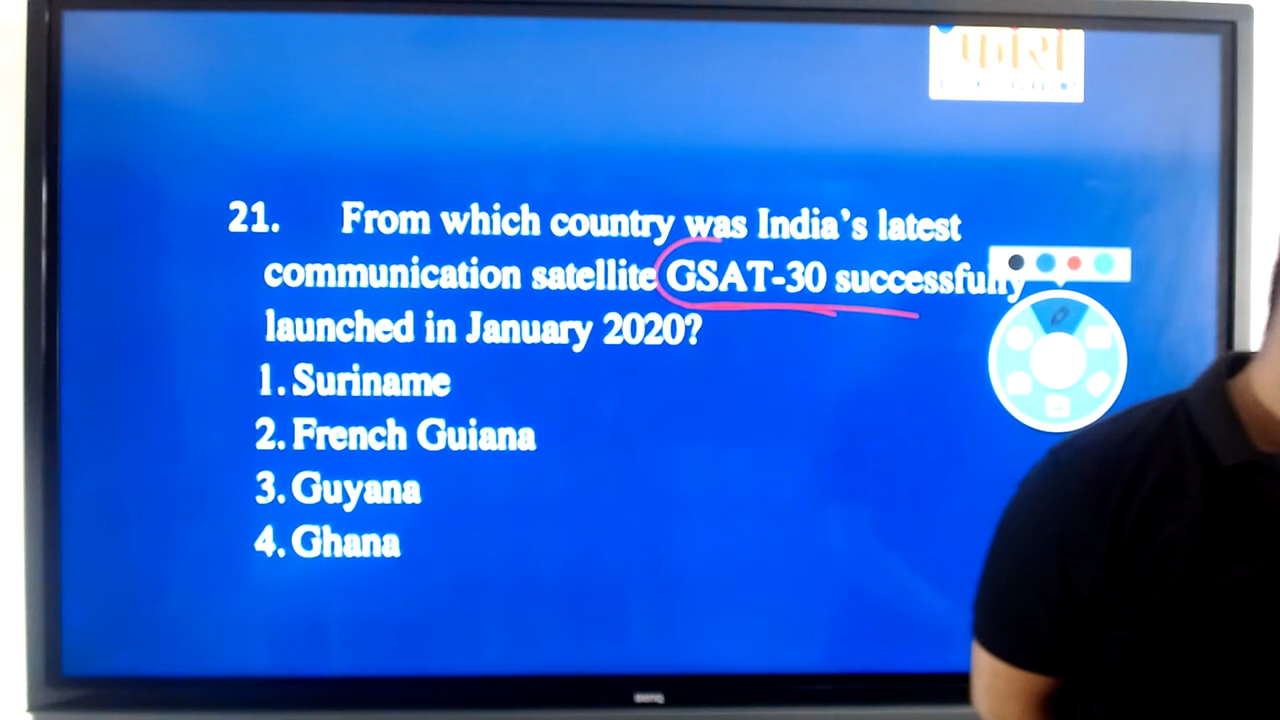 21. From which country was India's latest
communication satellite GSAT-30 successfully
launched in January 2020?
1. Suriname
2. French Guiana
3. Guyana
4. Ghana
BenQ